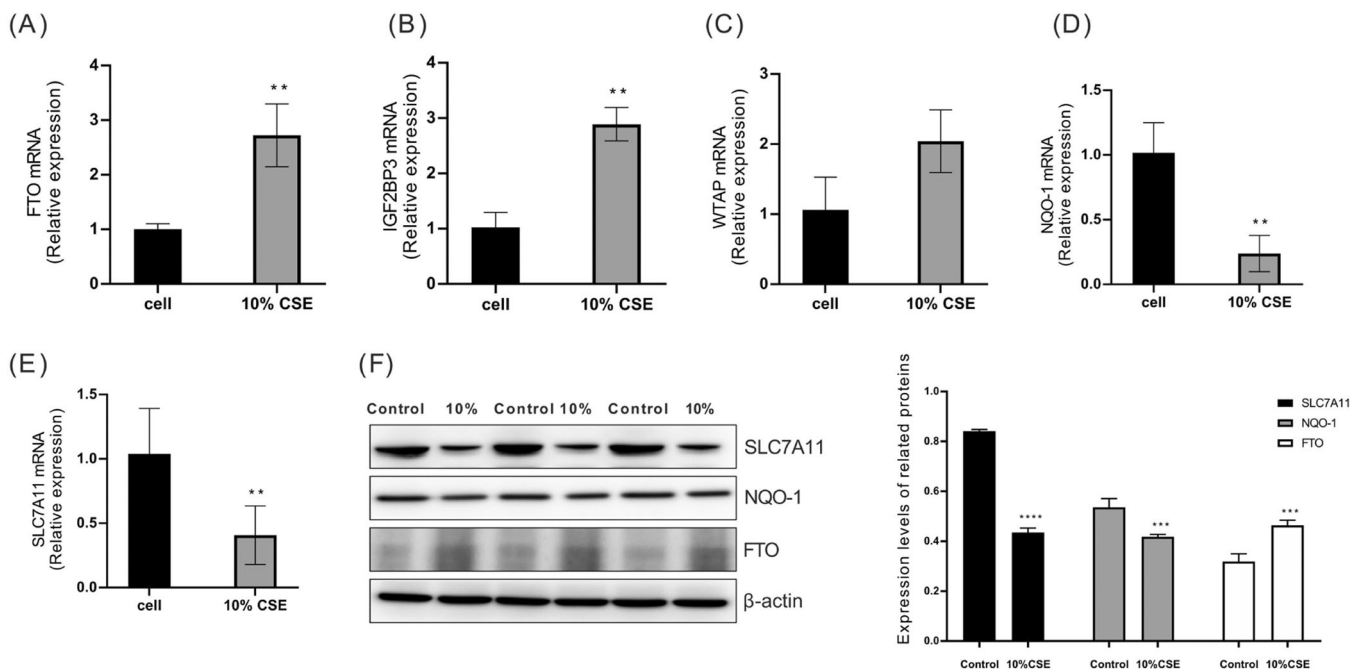 (A)
FTO mRNA
(Relative expression)
4
3
2
1
0
**
cell
10% CSE
(B)
IGF2BP3 mRNA
(Relative expression)
4
3
2
1
0
**
cell
10% CSE
(C)
WTAP mRNA
(Relative expression)
3
2
1
0
cell
10% CSE
(D)
NQO-1 mRNA
(Relative expression)
1.5
1.0
0.5
0.0
**
cell
10% CSE
(E)
SLC7A11 mRNA
(Relative expression)
1.5
1.0
0.5
0.0
**
cell
10% CSE
(F)
Control 10% Control 10% Control 10%
SLC7A11
NQO-1
FTO
β-actin
Expression levels of related proteins
0.8
0.6
0.4
0.2
0.0
****
***
***
SLC7A11
NQO-1
FTO
Control 10%CSE Control 10%CSE Control 10%CSE